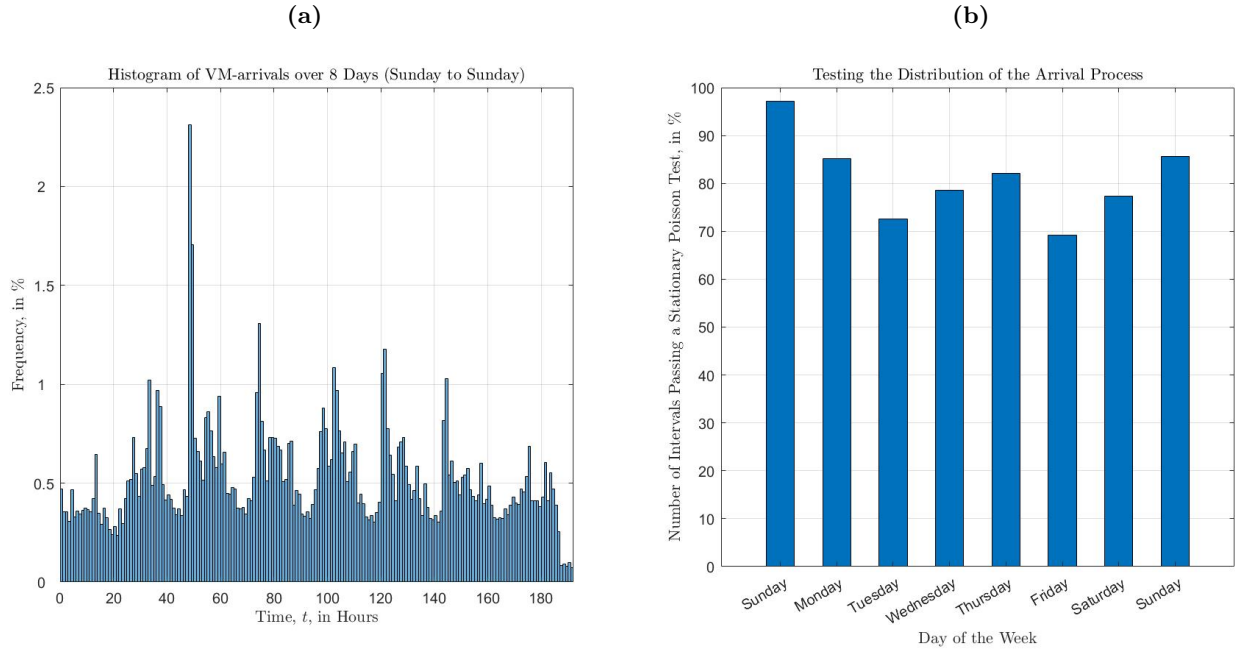 (a)
Histogram of VM-arrivals over 8 Days (Sunday to Sunday)
2.5
2
1.5
1
0.5
0
Frequency, in %
0 20 40 60 80 100 120 140 160 180
Time, t, in Hours
(b)
Testing the Distribution of the Arrival Process
100
90
80
70
60
50
40
30
20
10
0
Number of Intervals Passing a Stationary Poisson Test, in %
Sunday Monday Tuesday Wednesday Thursday Friday Saturday Sunday
Day of the Week